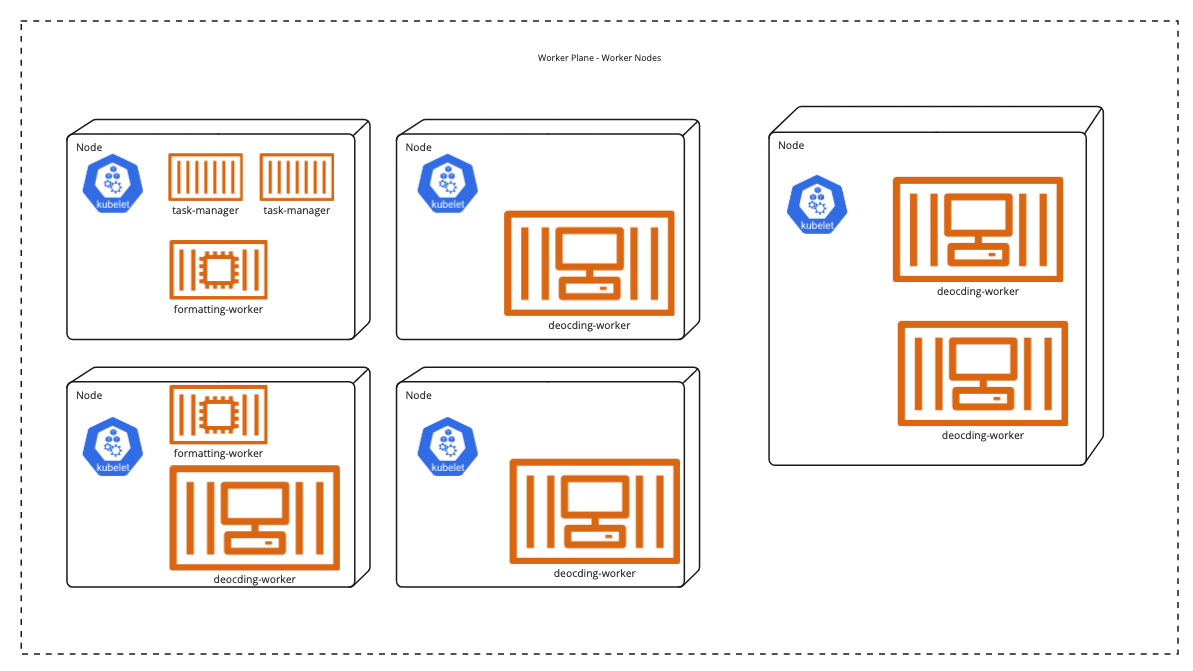 Worker Plane - Worker Nodes
Node
kubelet
task-manager
task-manager
formatting-worker
Node
kubelet
deocding-worker
Node
kubelet
deocding-worker
deocding-worker
Node
kubelet
formatting-worker
deocding-worker
Node
kubelet
deocding-worker